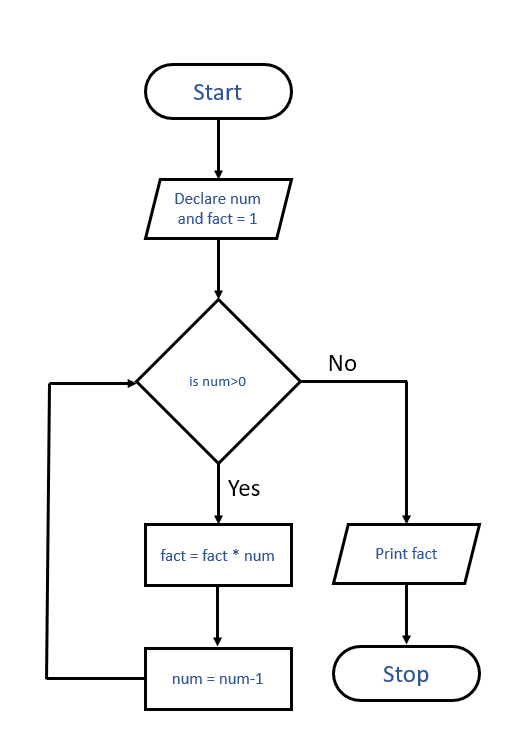 Start
Declare num
and fact = 1
is num>0
No
Yes
fact = fact * num
Print fact
num = num-1
Stop